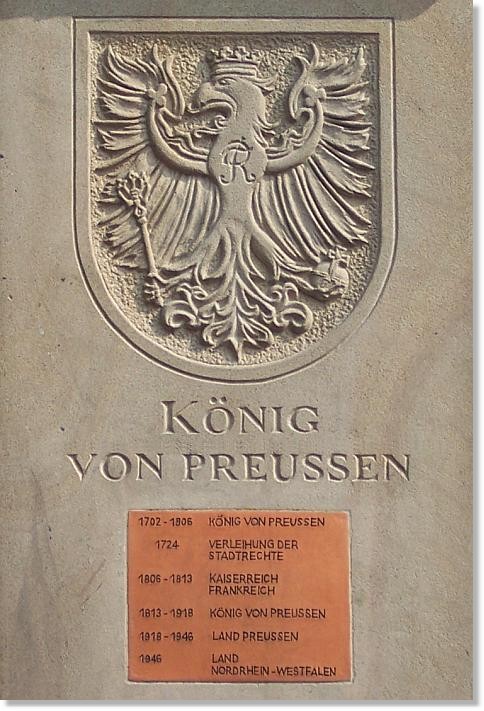 FR
KÖNIG
VON PREUSSEN
1702 - 1806 KÖNIG VON PREUSSEN
1724 VERLEIHUNG DER
STADTRECHTE
1806 - 1813 KAISERREICH
FRANKREICH
1813 - 1918 KÖNIG VON PREUSSEN
1918 - 1946 LAND PREUSSEN
1946 LAND
NORDRHEIN - WESTFALEN